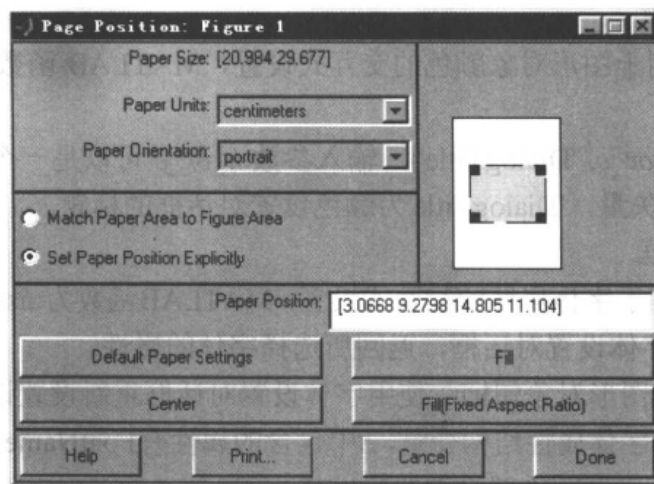 Page Position: Figure 1
Paper Size: [20.984 29.677]
Paper Units: centimeters
Paper Orientation: portrait
Match Paper Area to Figure Area
Set Paper Position Explicitly
Paper Position: [3.0668 9.2798 14.805 11.104]
Default Paper Settings Fill
Center Fill(Fixed Aspect Ratio)
Help Print... Cancel Done